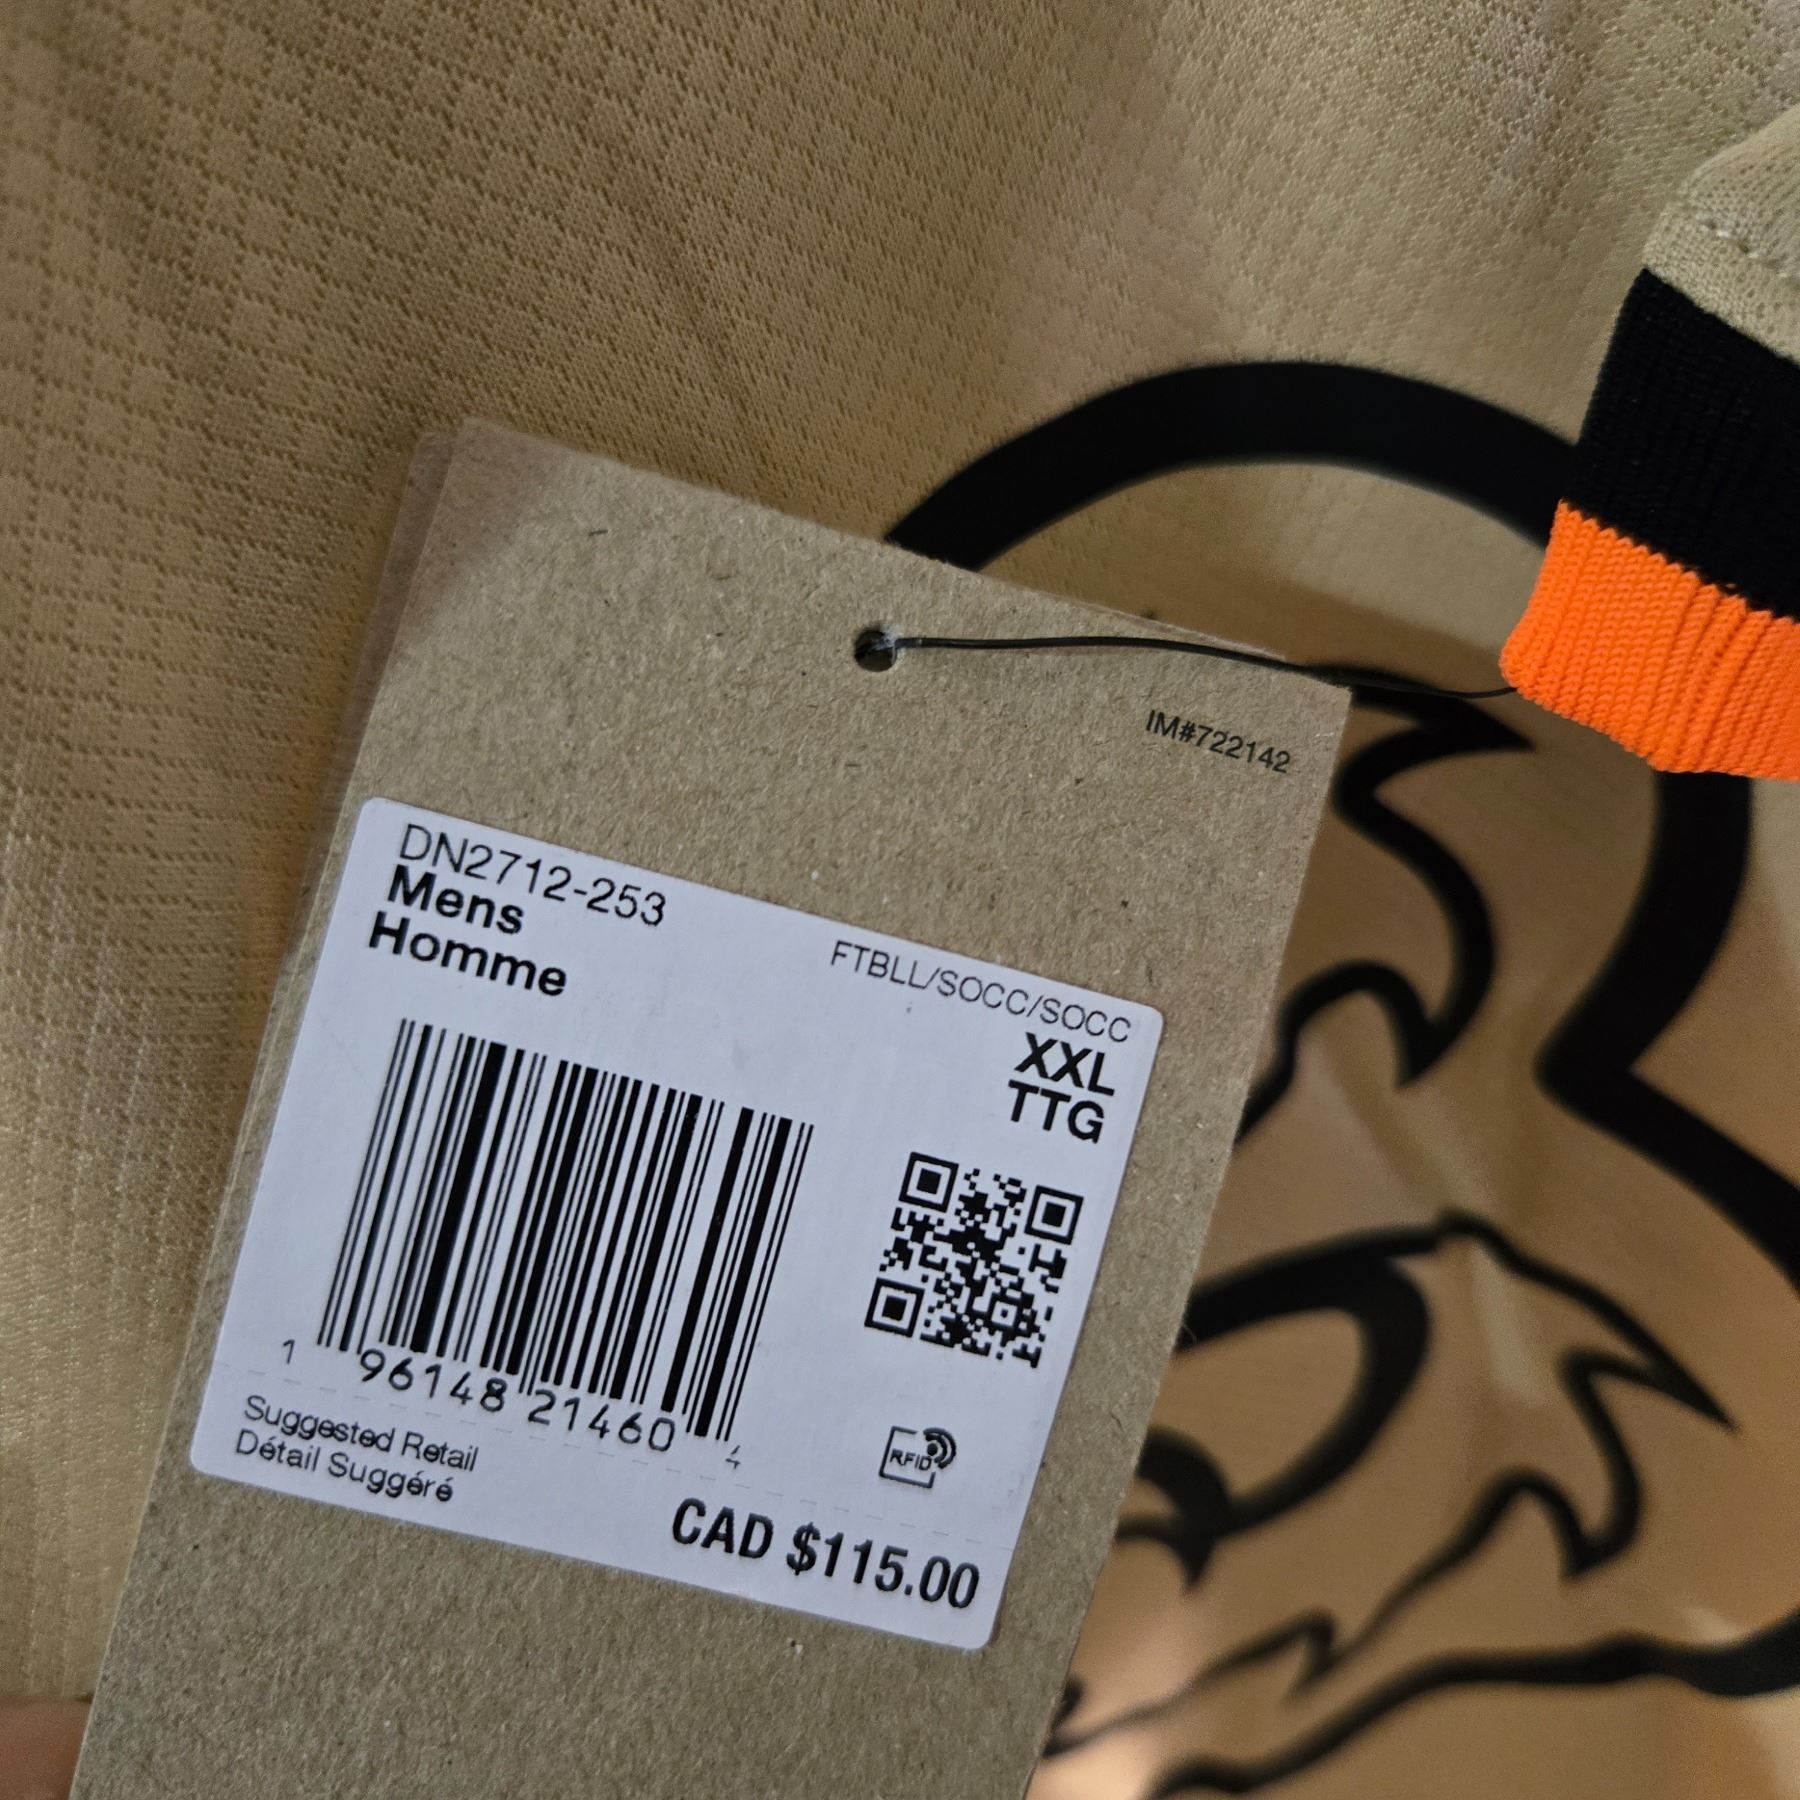 IM#722142
DN2712-253
Mens
Homme
FTBLL/SOCC/SOCC
XXL
TTG
1 96148 21460 4
Suggested Retail
Détail Suggéré
RFID
CAD $115.00